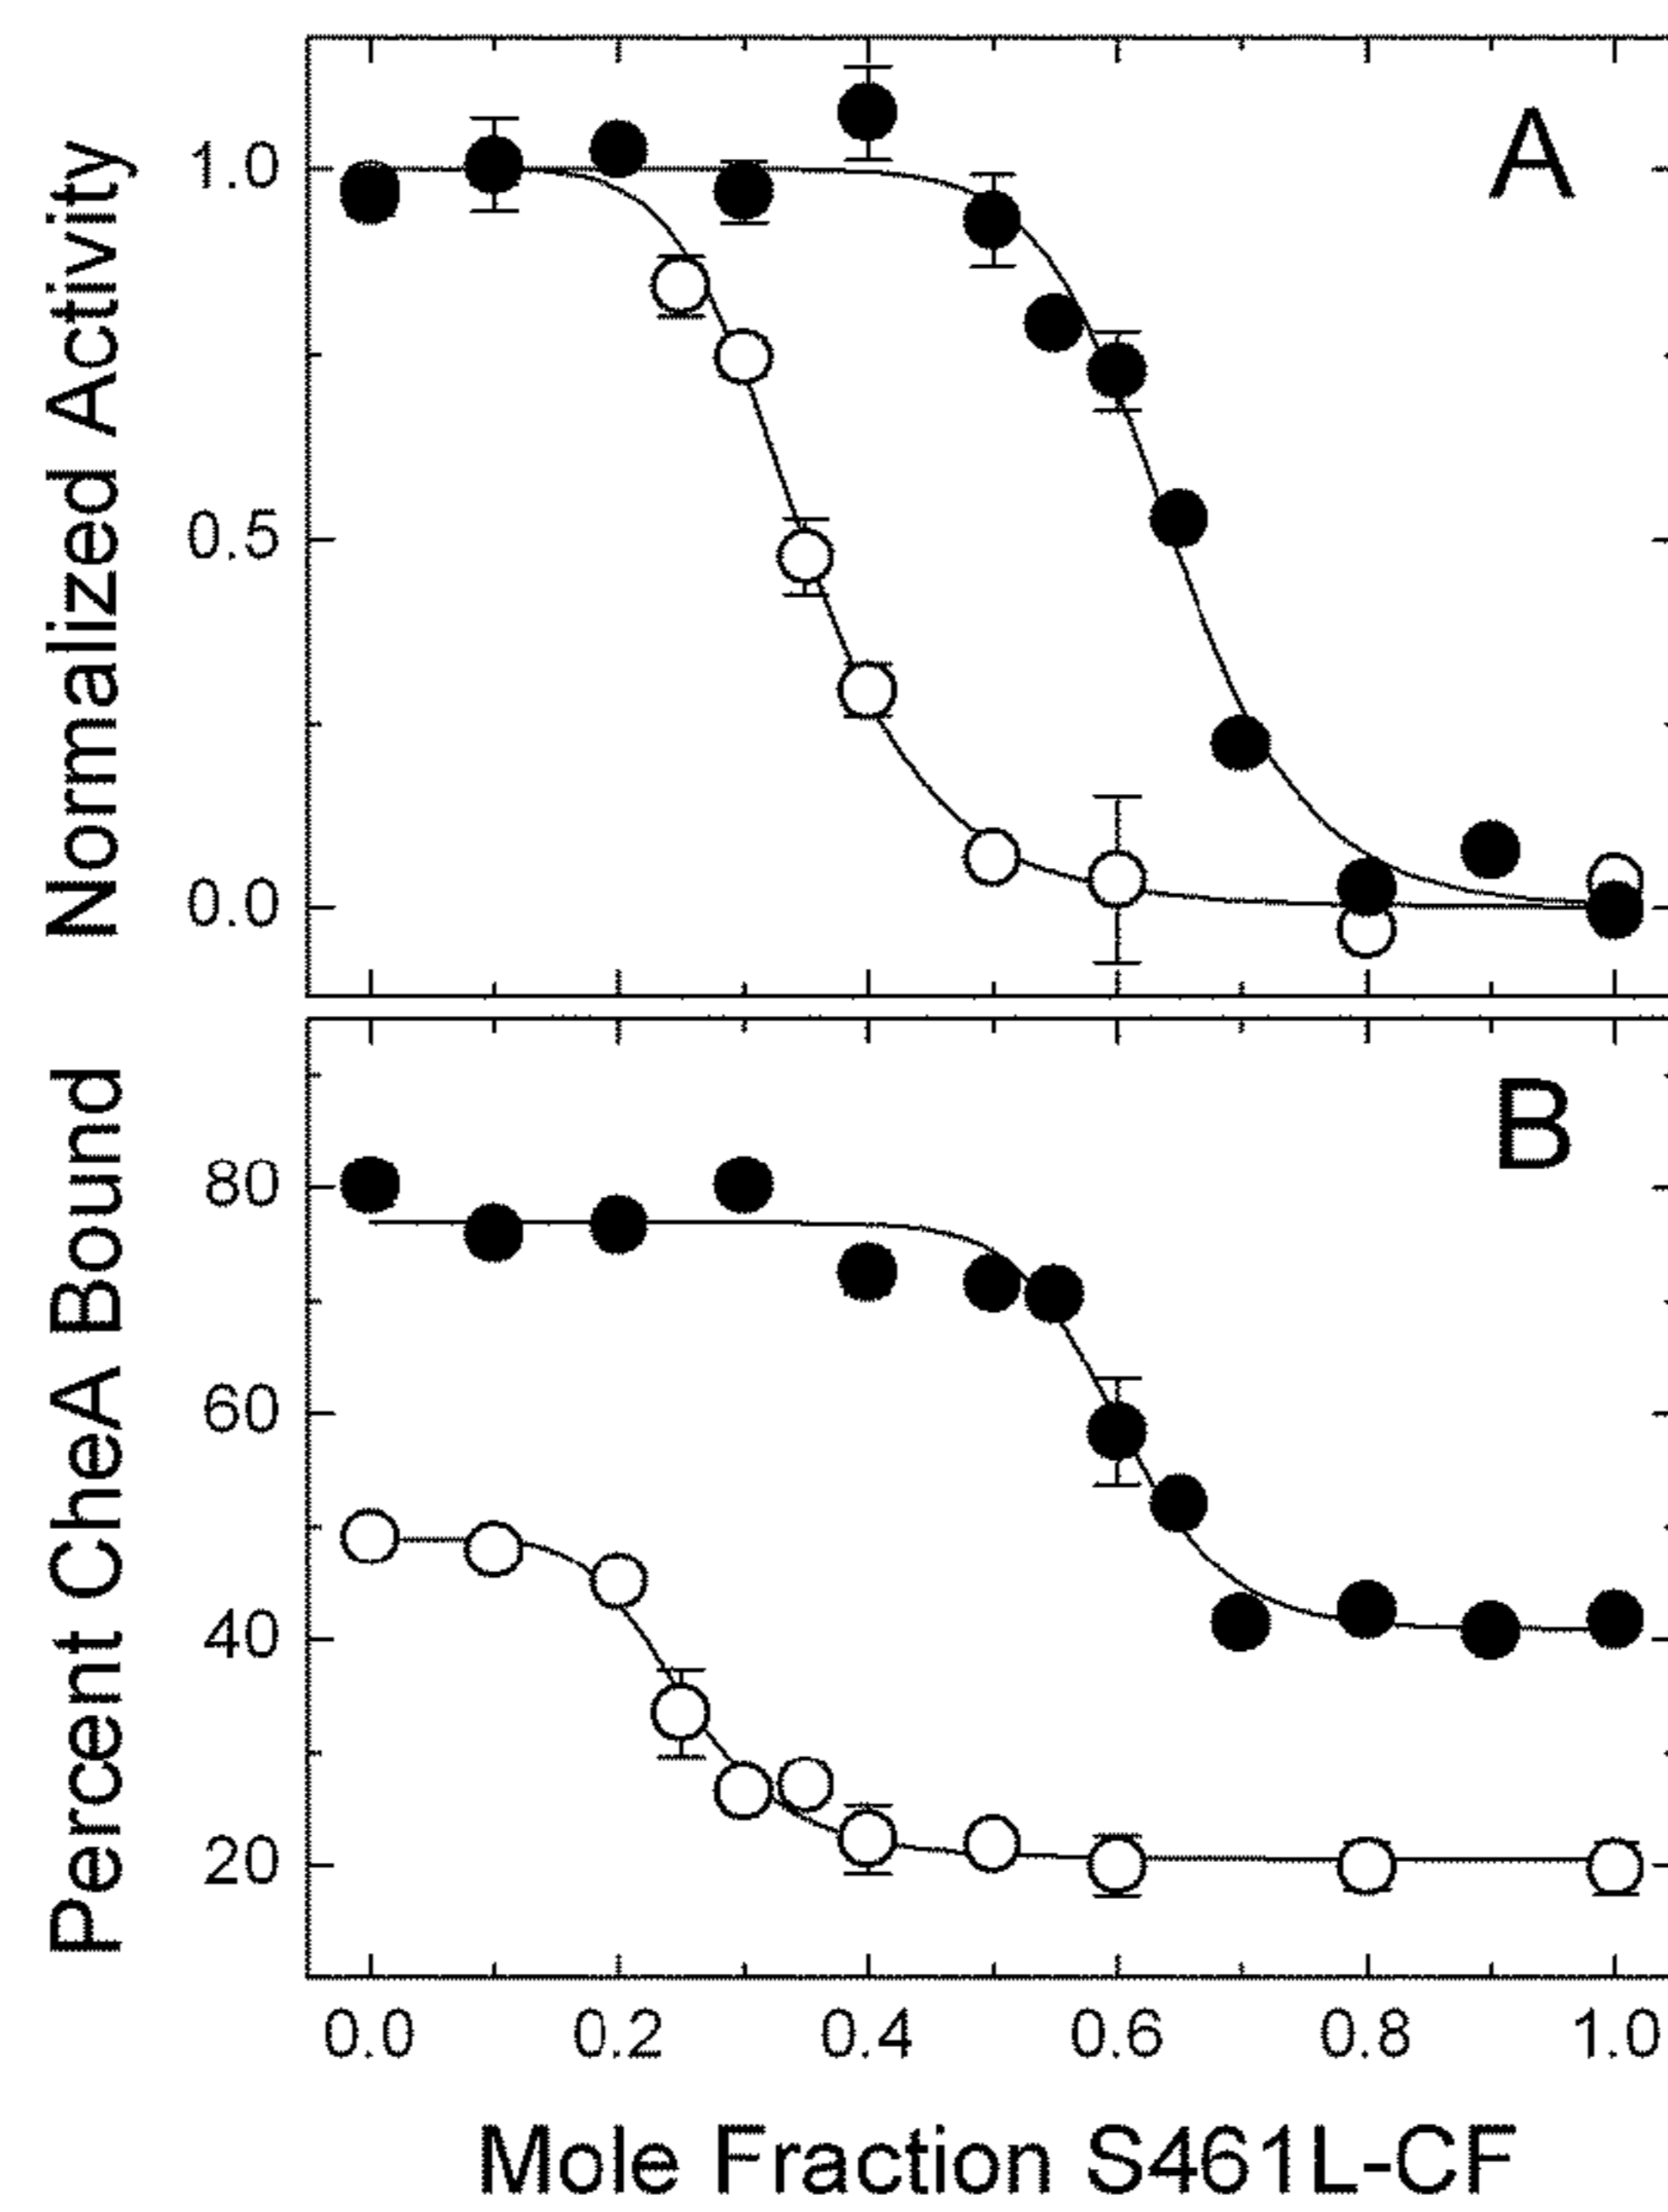 A
Normalized Activity
1.0
0.5
0.0
B
Percent CheA Bound
80
60
40
20
0.0 0.2 0.4 0.6 0.8 1.0
Mole Fraction S461L-CF